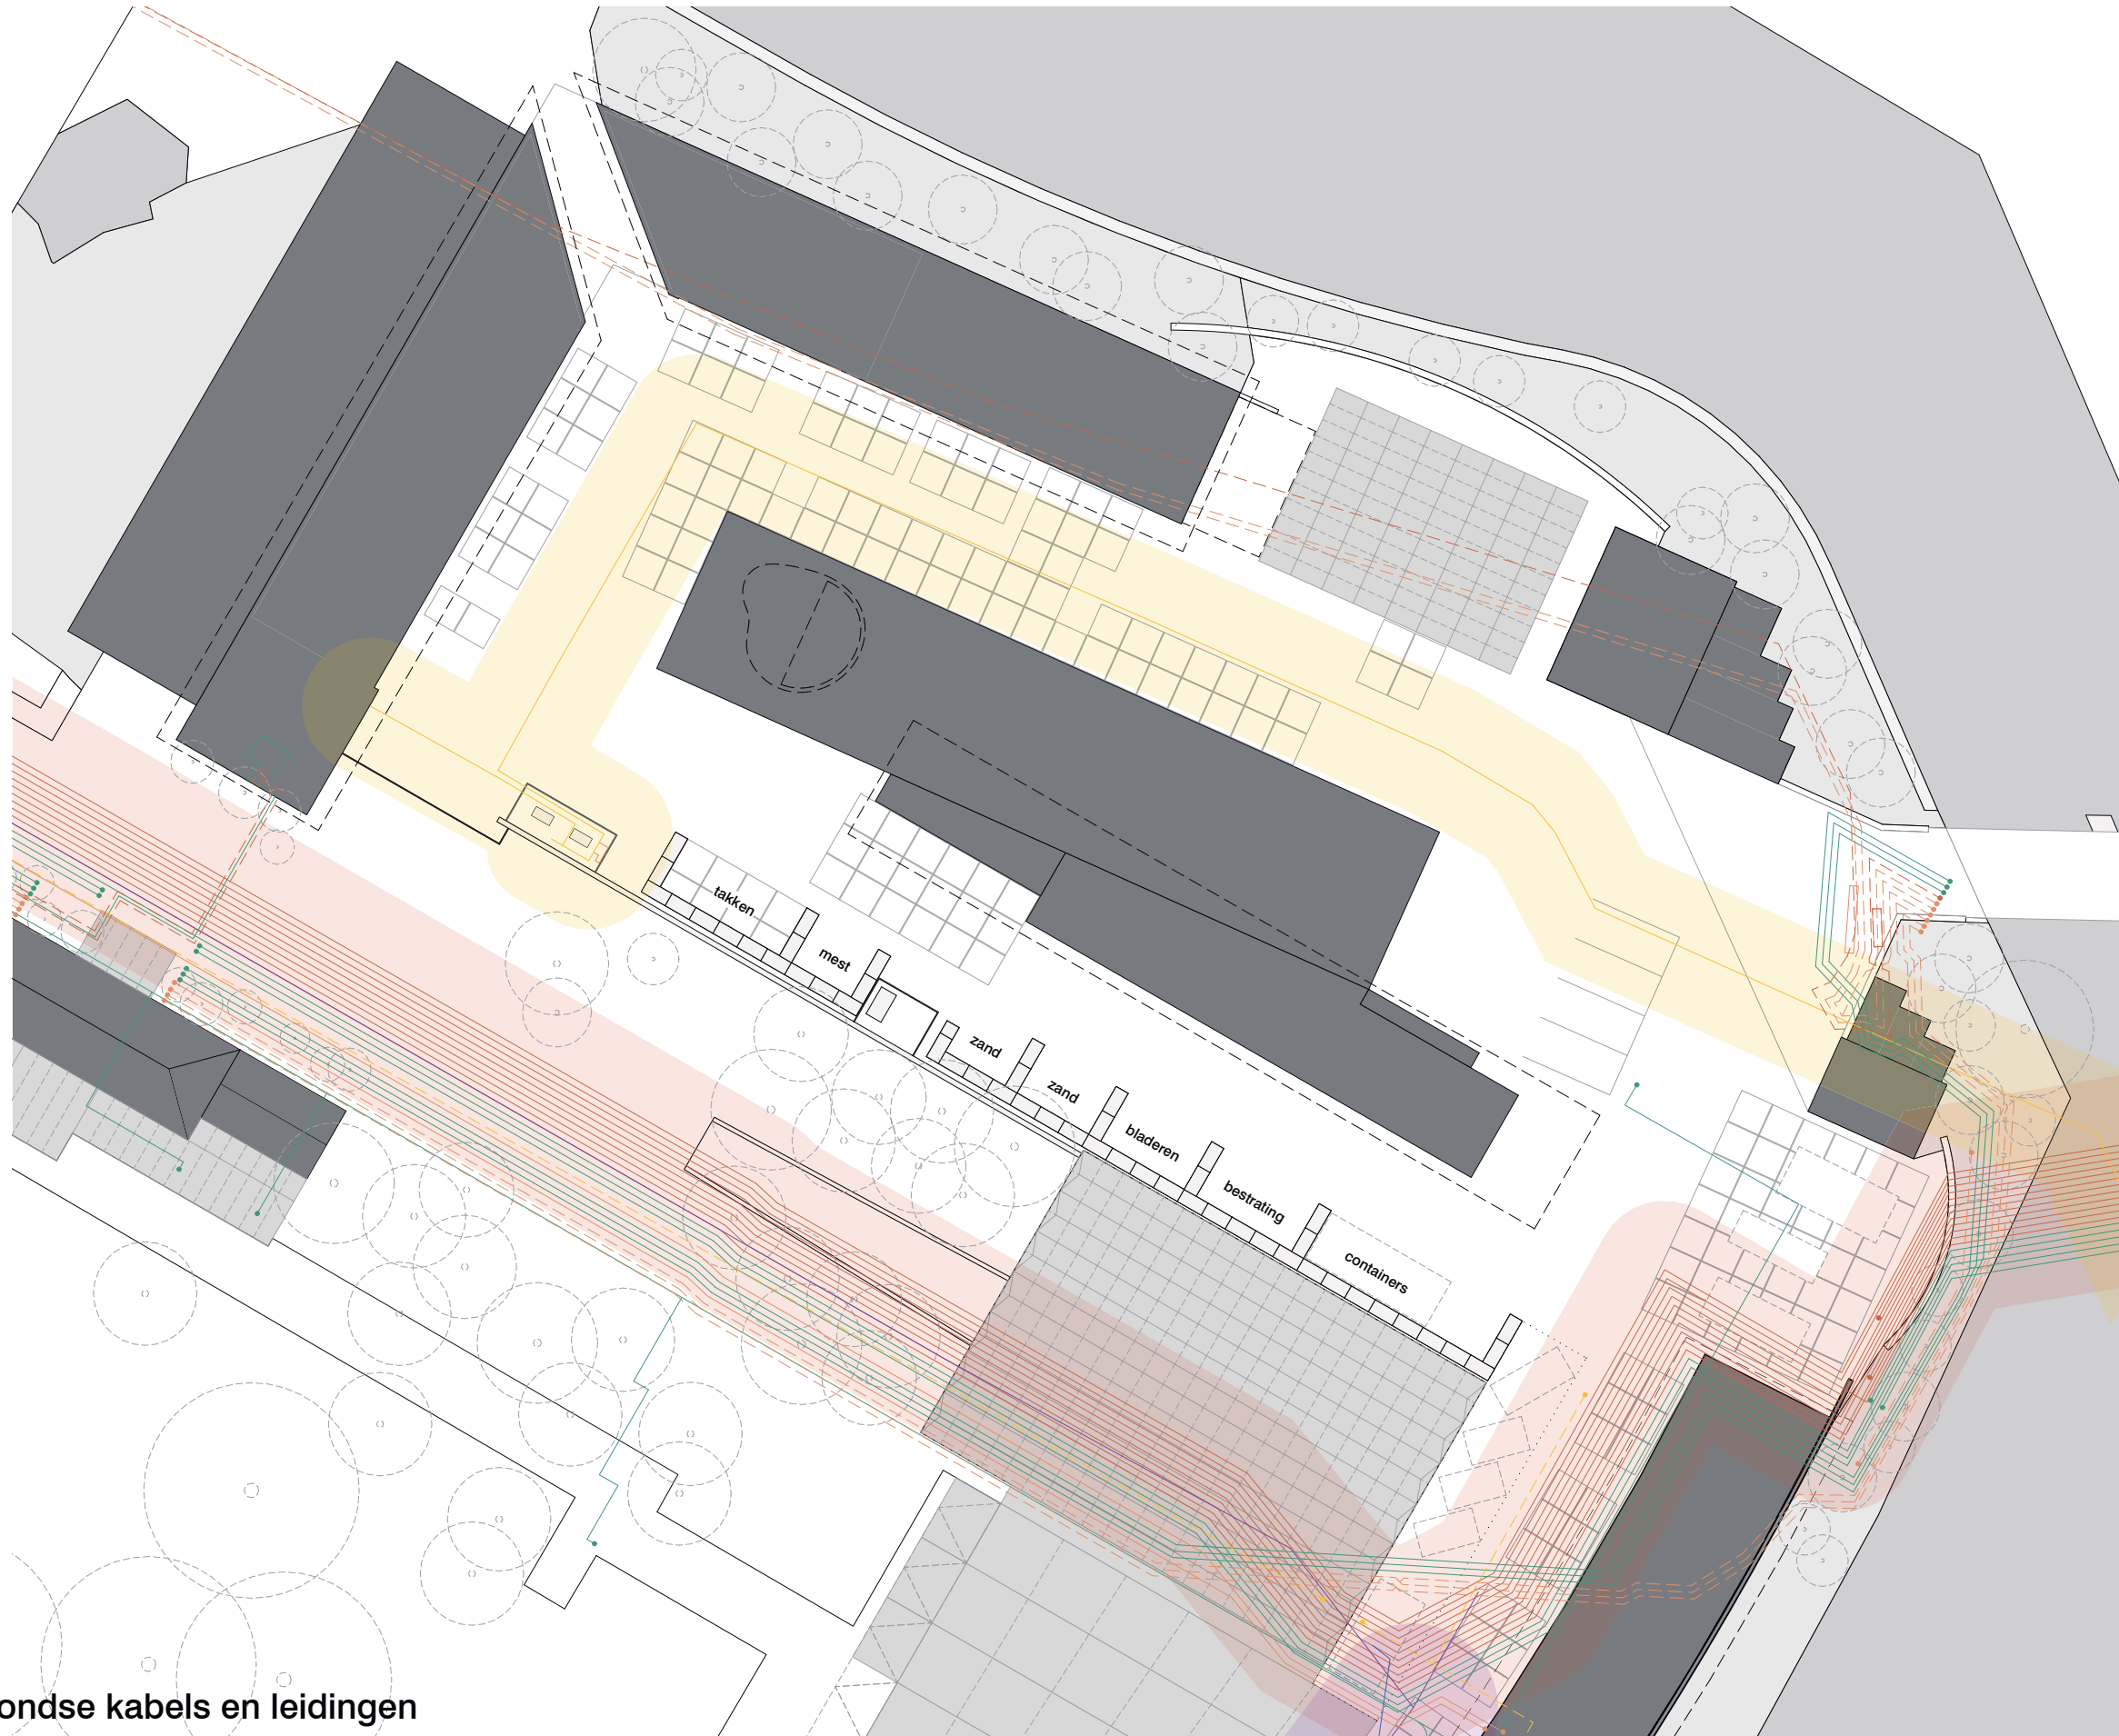 takken
mest
zand
zand
bladeren
bestrating
containers
ondse kabels en leidingen